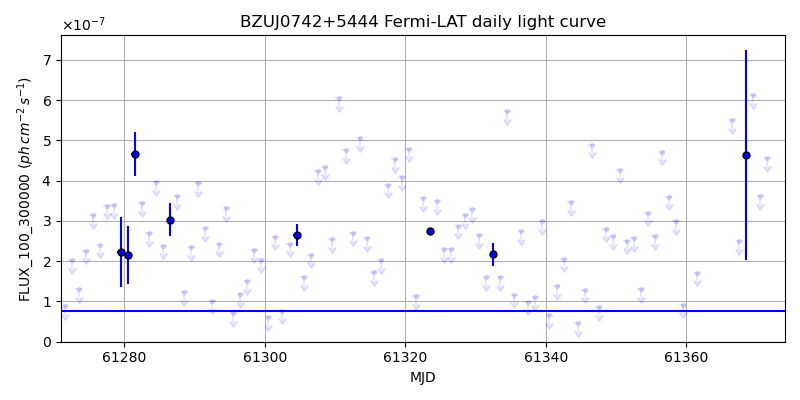 BZUJ0742+5444 Fermi-LAT daily light curve
×10⁻⁷
FLUX_100_300000 (ph cm⁻² s⁻¹)
7
6
5
4
3
2
1
0
61280 61300 61320 61340 61360
MJD